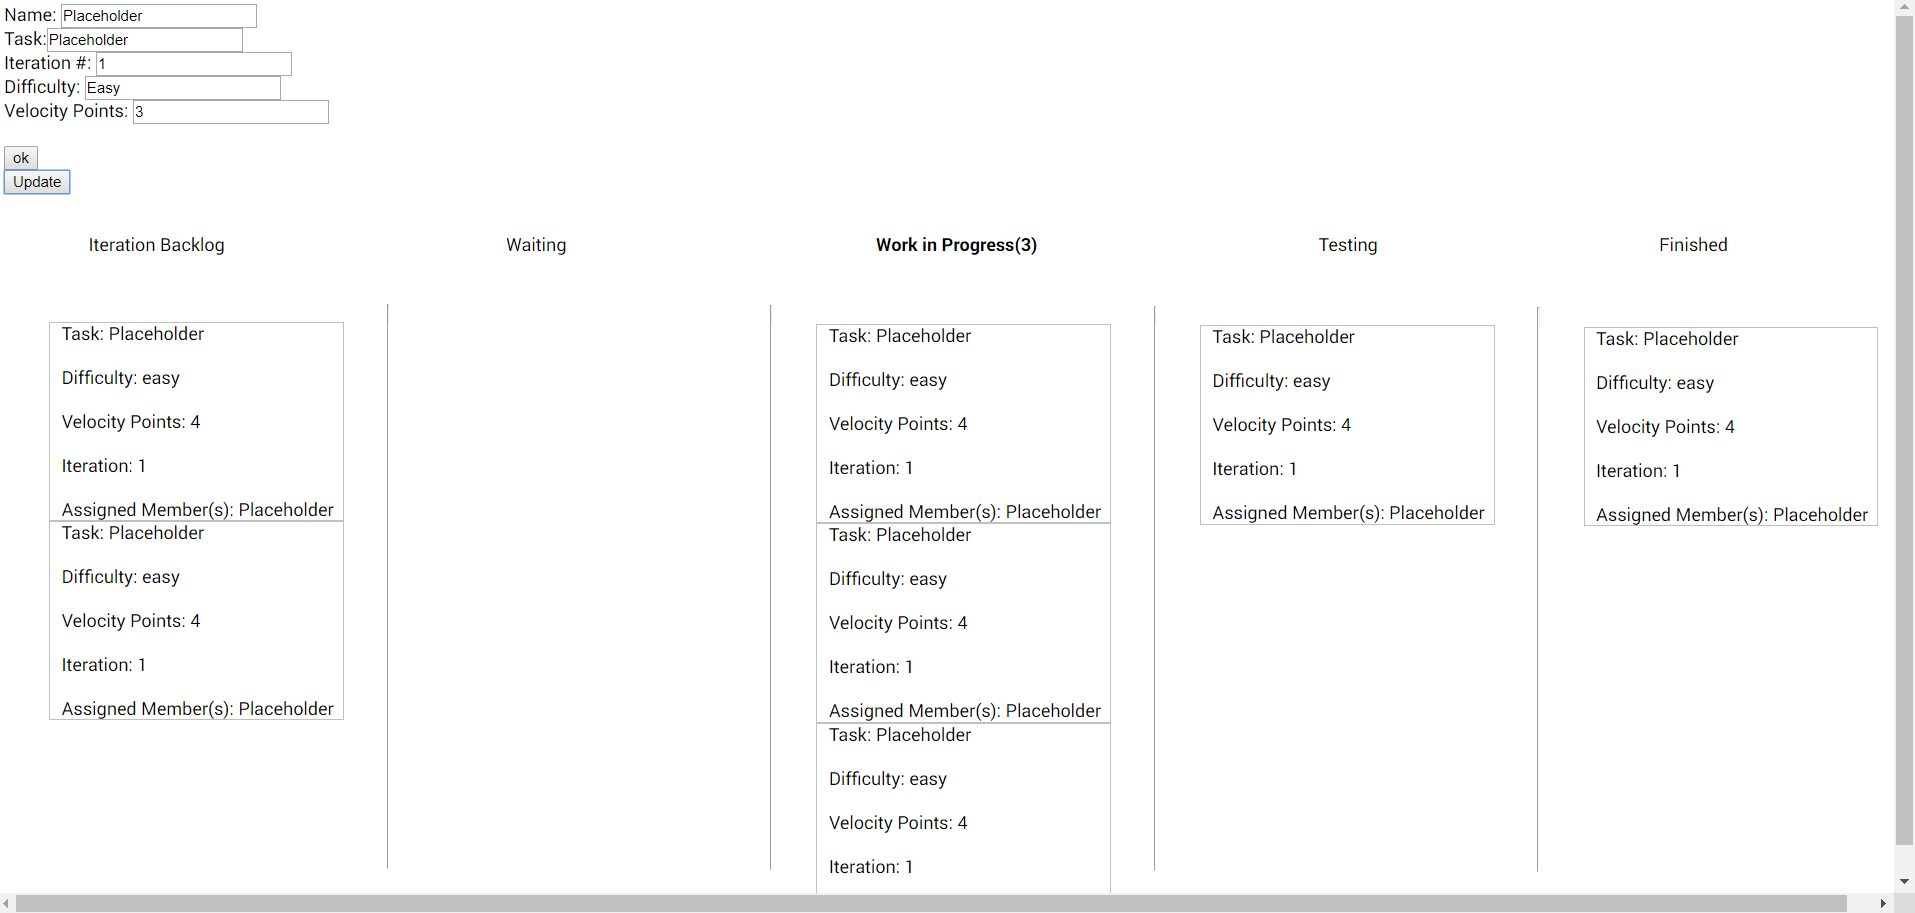 Name: Placeholder
Task:Placeholder
Iteration #: 1
Difficulty: Easy
Velocity Points: 3
ok
Update
Iteration Backlog
Waiting
Work in Progress(3)
Testing
Finished
Task: Placeholder
Difficulty: easy
Velocity Points: 4
Iteration: 1
Assigned Member(s): Placeholder
Task: Placeholder
Difficulty: easy
Velocity Points: 4
Iteration: 1
Assigned Member(s): Placeholder
Task: Placeholder
Difficulty: easy
Velocity Points: 4
Iteration: 1
Assigned Member(s): Placeholder
Task: Placeholder
Difficulty: easy
Velocity Points: 4
Iteration: 1
Assigned Member(s): Placeholder
Task: Placeholder
Difficulty: easy
Velocity Points: 4
Iteration: 1
Task: Placeholder
Difficulty: easy
Velocity Points: 4
Iteration: 1
Assigned Member(s): Placeholder
Task: Placeholder
Difficulty: easy
Velocity Points: 4
Iteration: 1
Assigned Member(s): Placeholder